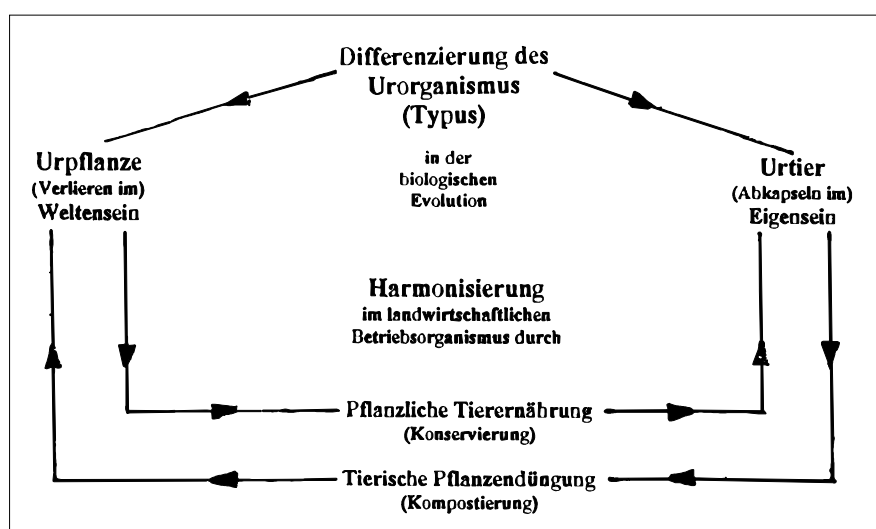 Differenzierung des
Urorganismus
(Typus)
in der
biologischen
Evolution
Urpflanze
(Verlieren im)
Weltensein
Urtier
(Abkapseln im)
Eigensein
Harmonisierung
im landwirtschaftlichen
Betriebsorganismus durch
Pflanzliche Tierernährung
(Konservierung)
Tierische Pflanzendüngung
(Kompostierung)